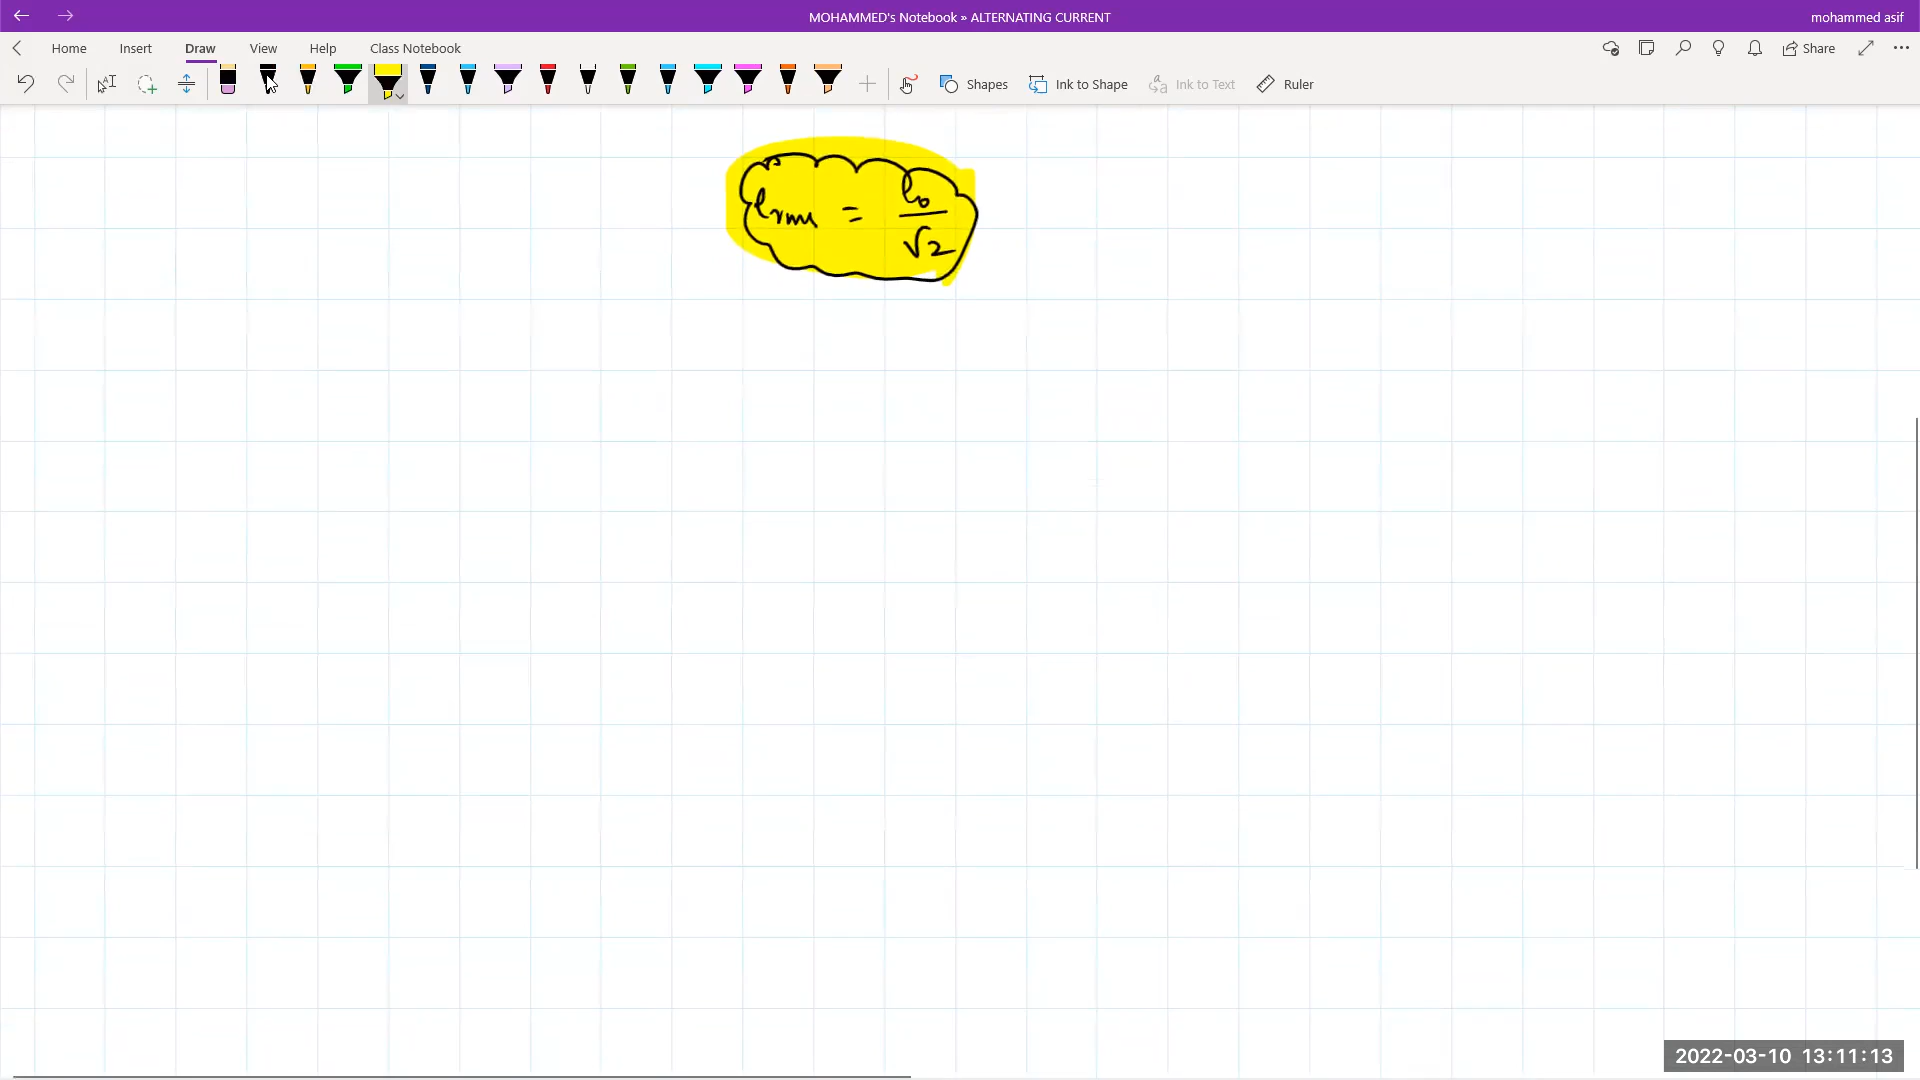 MOHAMMED's Notebook » ALTERNATING CURRENT
mohammed asif
Home Insert Draw View Help Class Notebook
Share
Shapes Ink to Shape Ink to Text Ruler
e_rms = e₀/√2
2022-03-10 13:11:13